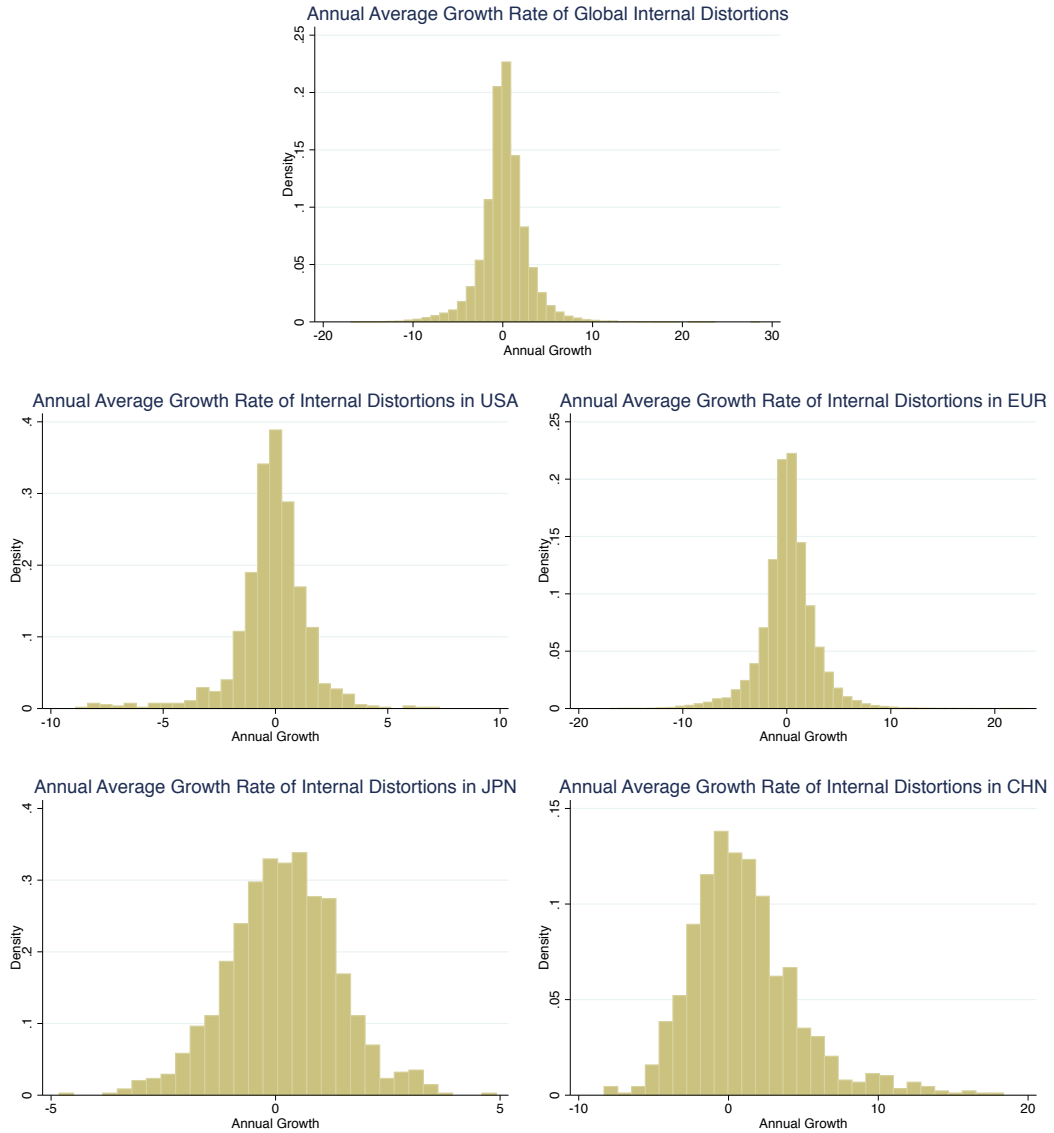 Annual Average Growth Rate of Global Internal Distortions
.25
.2
.15
.1
.05
0
Density
-20 -10 0 10 20 30
Annual Growth
Annual Average Growth Rate of Internal Distortions in USA
.4
.3
.2
.1
0
Density
-10 -5 0 5 10
Annual Growth
Annual Average Growth Rate of Internal Distortions in EUR
.25
.2
.15
.1
.05
0
Density
-20 -10 0 10 20
Annual Growth
Annual Average Growth Rate of Internal Distortions in JPN
.4
.3
.2
.1
0
Density
-5 0 5
Annual Growth
Annual Average Growth Rate of Internal Distortions in CHN
.15
.1
.05
0
Density
-10 0 10 20
Annual Growth